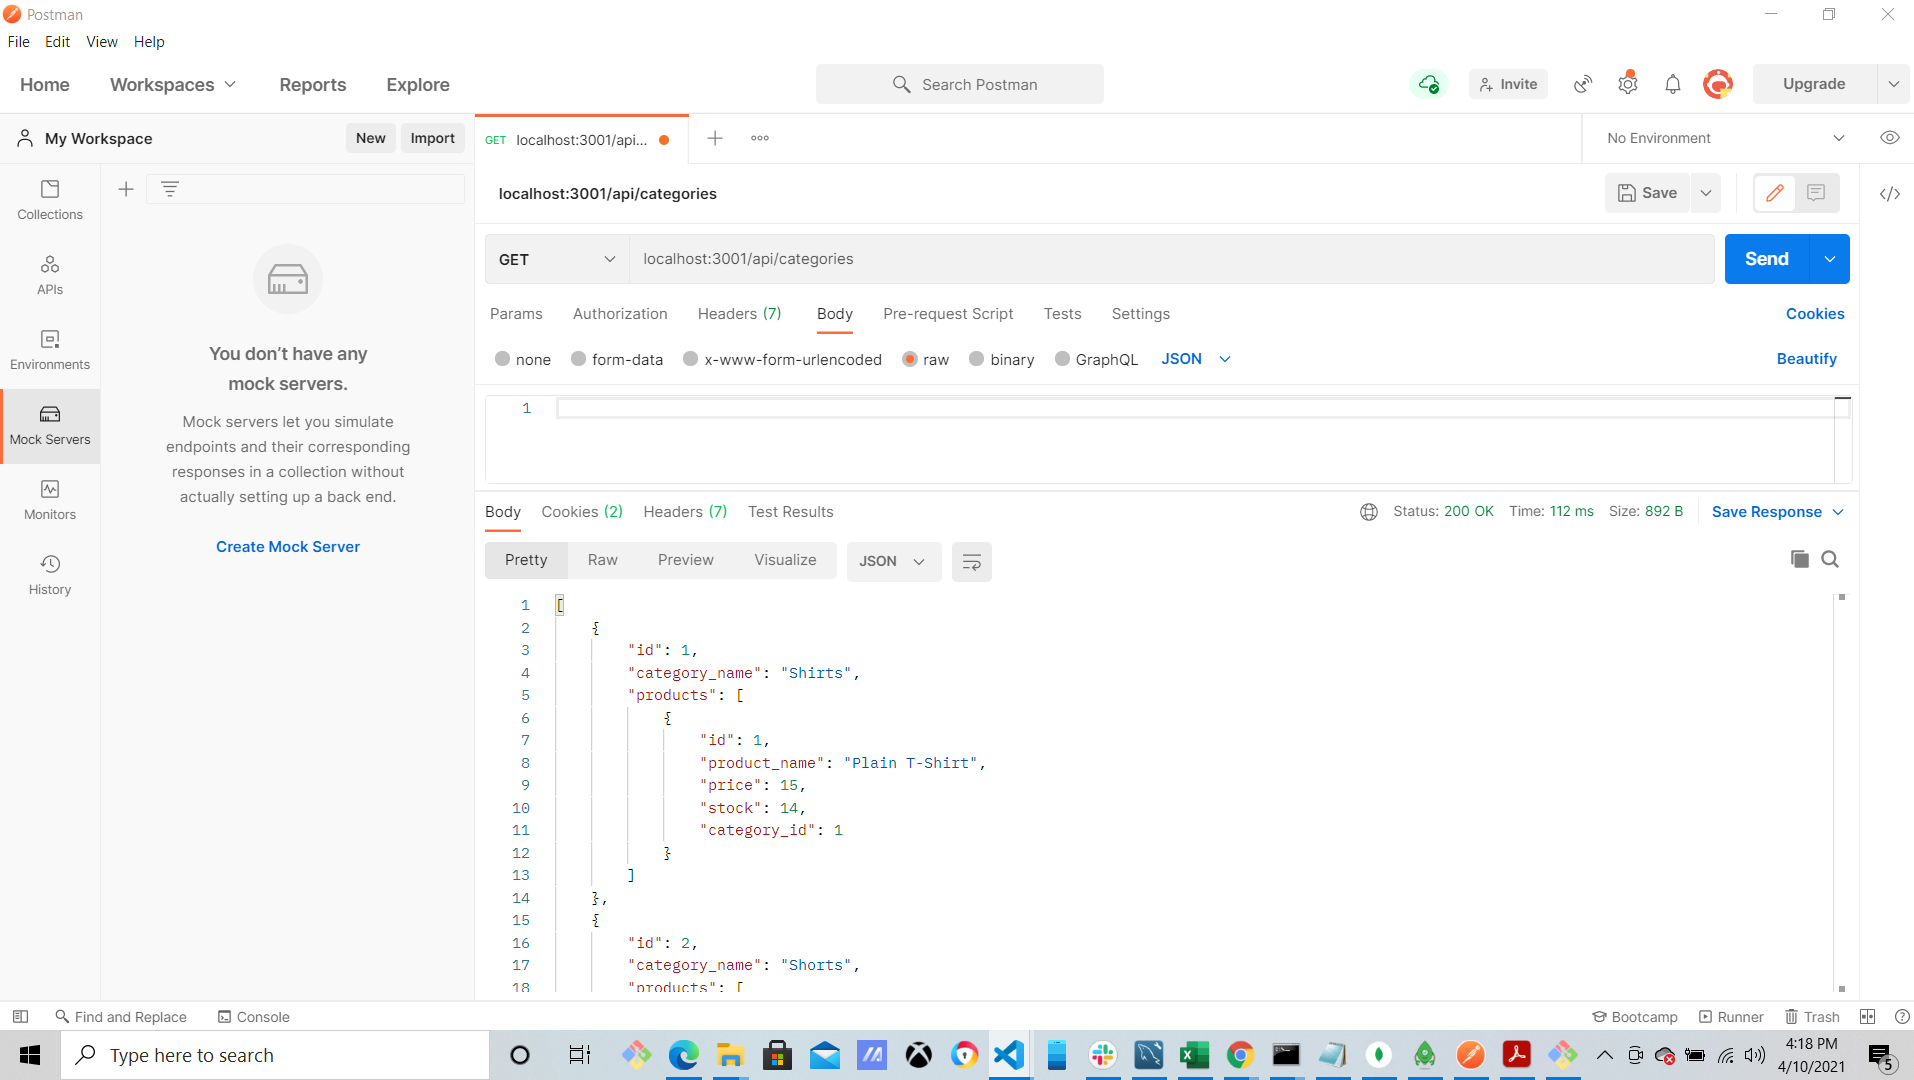 Postman
File Edit View Help
Home Workspaces Reports Explore
Search Postman
Invite
Upgrade
My Workspace
New Import
GET localhost:3001/api...
No Environment
localhost:3001/api/categories
Save
GET localhost:3001/api/categories
Send
Params Authorization Headers (7) Body Pre-request Script Tests Settings
Cookies
none form-data x-www-form-urlencoded raw binary GraphQL JSON
Beautify
1
Collections
APIs
Environments
Mock Servers
Monitors
History
You don't have any
mock servers.
Mock servers let you simulate
endpoints and their corresponding
responses in a collection without
actually setting up a back end.
Create Mock Server
Body Cookies (2) Headers (7) Test Results
Status: 200 OK Time: 112 ms Size: 892 B
Save Response
Pretty Raw Preview Visualize JSON
1 [
2 {
3 "id": 1,
4 "category_name": "Shirts",
5 "products": [
6 {
7 "id": 1,
8 "product_name": "Plain T-Shirt",
9 "price": 15,
10 "stock": 14,
11 "category_id": 1
12 }
13 ]
14 },
15 {
16 "id": 2,
17 "category_name": "Shorts",
18 "products": [
Find and Replace Console
Bootcamp Runner Trash
Type here to search
4:18 PM
4/10/2021
5